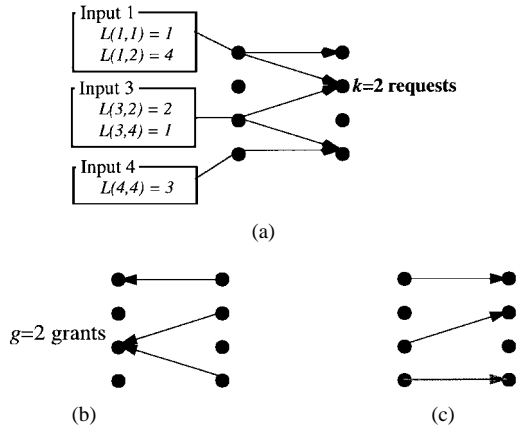 Input 1
L(1,1) = 1
L(1,2) = 4
Input 3
L(3,2) = 2
L(3,4) = 1
Input 4
L(4,4) = 3
k=2 requests
(a)
g=2 grants
(b)
(c)